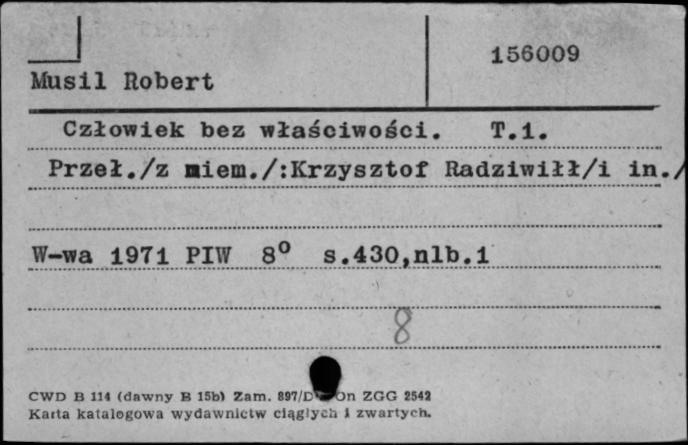 156009
Musil Robert
Człowiek bez właściwości. T.1.
Przeł./z niem./:Krzysztof Radziwiłł/i in./
W-wa 1971 PIW 8° s.430,nlb.1
8
CWD B 114 (dawny B 15b) Zam. 897/D On ZGG 2542
Karta katalogowa wydawnictw ciągłych i zwartych.